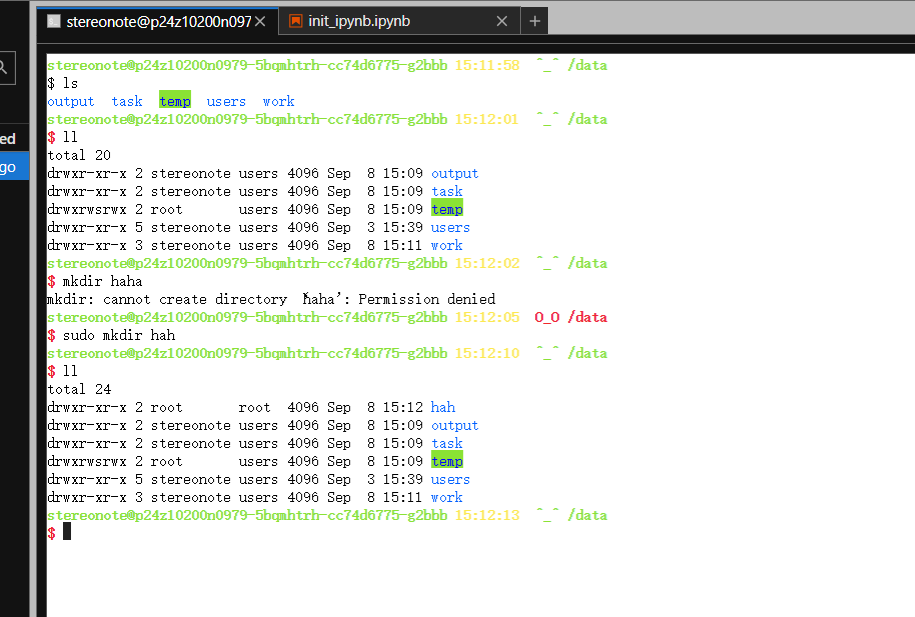 stereonote@p24z10200n097
init_ipynb.ipynb
ed
go
stereonote@p24z10200n0979-5bqmhtrh-cc74d6775-g2bbb 15:11:58 ^_^ /data
$ ls
output task temp users work
stereonote@p24z10200n0979-5bqmhtrh-cc74d6775-g2bbb 15:12:01 ^_^ /data
$ ll
total 20
drwxr-xr-x 2 stereonote users 4096 Sep 8 15:09 output
drwxr-xr-x 2 stereonote users 4096 Sep 8 15:09 task
drwxrwsrwx 2 root users 4096 Sep 8 15:09 temp
drwxr-xr-x 5 stereonote users 4096 Sep 3 15:39 users
drwxr-xr-x 3 stereonote users 4096 Sep 8 15:11 work
stereonote@p24z10200n0979-5bqmhtrh-cc74d6775-g2bbb 15:12:02 ^_^ /data
$ mkdir haha
mkdir: cannot create directory ‘haha’: Permission denied
stereonote@p24z10200n0979-5bqmhtrh-cc74d6775-g2bbb 15:12:05 O_O /data
$ sudo mkdir hah
stereonote@p24z10200n0979-5bqmhtrh-cc74d6775-g2bbb 15:12:10 ^_^ /data
$ ll
total 24
drwxr-xr-x 2 root root 4096 Sep 8 15:12 hah
drwxr-xr-x 2 stereonote users 4096 Sep 8 15:09 output
drwxr-xr-x 2 stereonote users 4096 Sep 8 15:09 task
drwxrwsrwx 2 root users 4096 Sep 8 15:09 temp
drwxr-xr-x 5 stereonote users 4096 Sep 3 15:39 users
drwxr-xr-x 3 stereonote users 4096 Sep 8 15:11 work
stereonote@p24z10200n0979-5bqmhtrh-cc74d6775-g2bbb 15:12:13 ^_^ /data
$